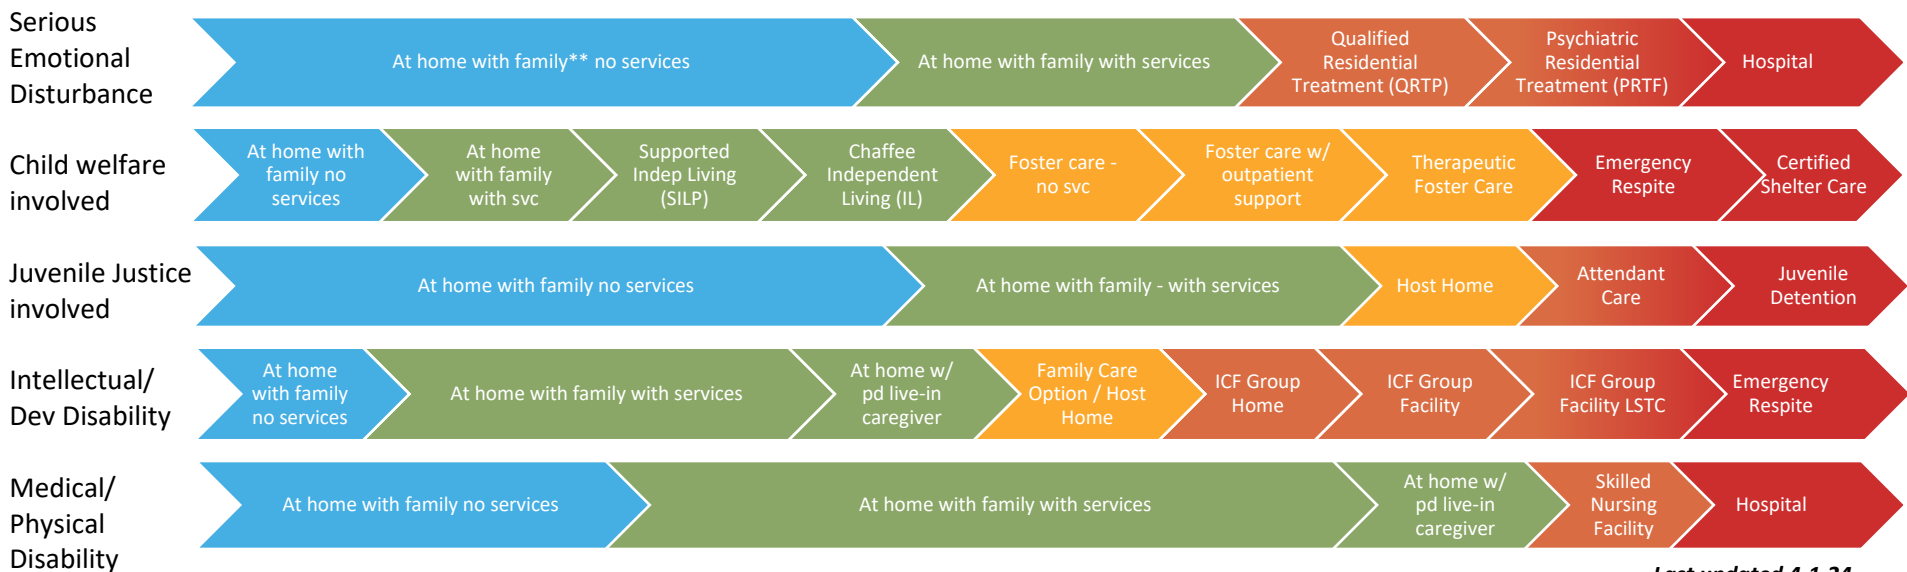 Serious
Emotional
Disturbance
At home with family** no services
At home with family with services
Qualified
Residential
Treatment (QRTP)
Psychiatric
Residential
Treatment (PRTF)
Hospital
Child welfare
involved
At home with
family no
services
At home
with family
with svc
Supported
Indep Living
(SILP)
Chaffee
Independent
Living (IL)
Foster care -
no svc
Foster care w/
outpatient
support
Therapeutic
Foster Care
Emergency
Respite
Certified
Shelter Care
Juvenile Justice
involved
At home with family no services
At home with family - with services
Host Home
Attendant
Care
Juvenile
Detention
Intellectual/
Dev Disability
At home
with family
no services
At home with family with services
At home w/
pd live-in
caregiver
Family Care
Option / Host
Home
ICF Group
Home
ICF Group
Facility
ICF Group
Facility LSTC
Emergency
Respite
Medical/
Physical
Disability
At home with family no services
At home with family with services
At home w/
pd live-in
caregiver
Skilled
Nursing
Facility
Hospital
Last updated 4-1-24